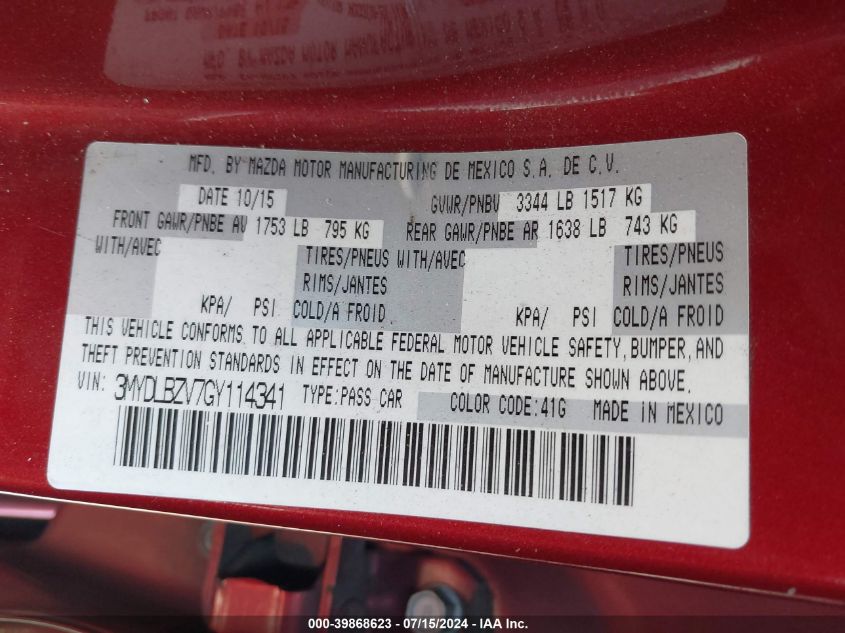 MFD. BY MAZDA MOTOR MANUFACTURING DE MEXICO S.A. DE C.V.
DATE 10/15 GVWR/PNBV 3344 LB 1517 KG
FRONT GAWR/PNBE AV 1753 LB 795 KG REAR GAWR/PNBE AR 1638 LB 743 KG
WITH/AVEC TIRES/PNEUS WITH/AVEC TIRES/PNEUS
RIMS/JANTES RIMS/JANTES
KPA/ PSI COLD/A FROID KPA/ PSI COLD/A FROID
THIS VEHICLE CONFORMS TO ALL APPLICABLE FEDERAL MOTOR VEHICLE SAFETY, BUMPER, AND
THEFT PREVENTION STANDARDS IN EFFECT ON THE DATE OF MANUFACTURE SHOWN ABOVE.
VIN: 3MYDLBZV7GY114341 TYPE:PASS CAR COLOR CODE:41G MADE IN MEXICO
000-39868623 - 07/15/2024 - IAA Inc.